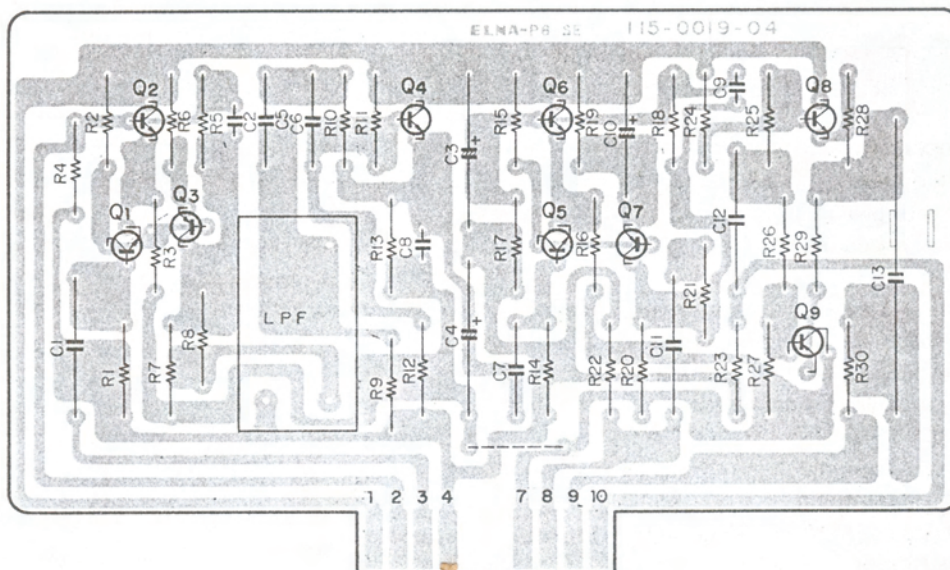 ELNA-P8 SE 115-0019-04
Q2 Q4 Q6 Q8
R2 R6 R5 C2 C5 C6 R10 R11 C3 + R15 R19 C10 + R18 R24 C9 R25 R28
R4
Q1 Q3 Q5 Q7
R3 R13 C8 + R17 R16 C12 R26 R29
R21 C13
LPF
Q9
C1 R1 R7 R8 R9 R12 C4 + C7 R14 R22 R20 C11 R23 R27 R30
1 2 3 4 7 8 9 10